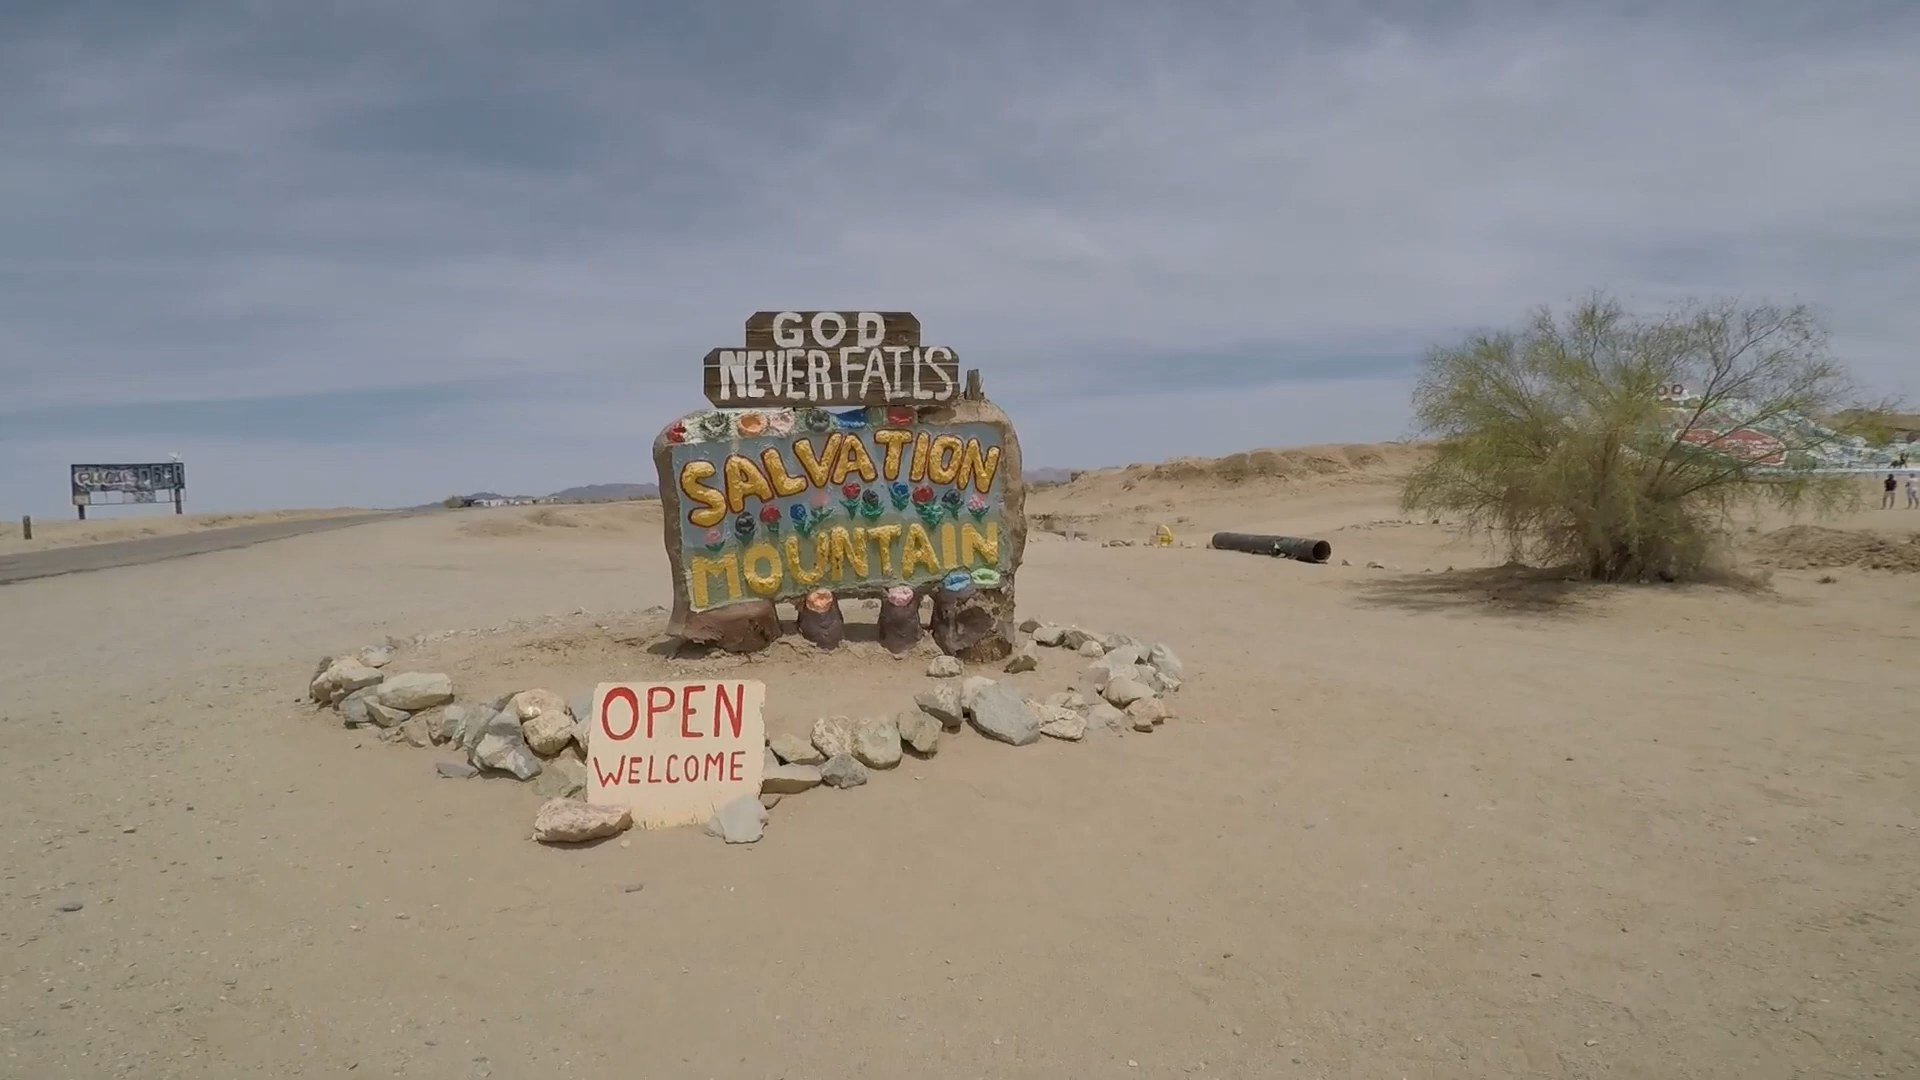 GOD
NEVER FAILS
SALVATION
MOUNTAIN
OPEN
WELCOME